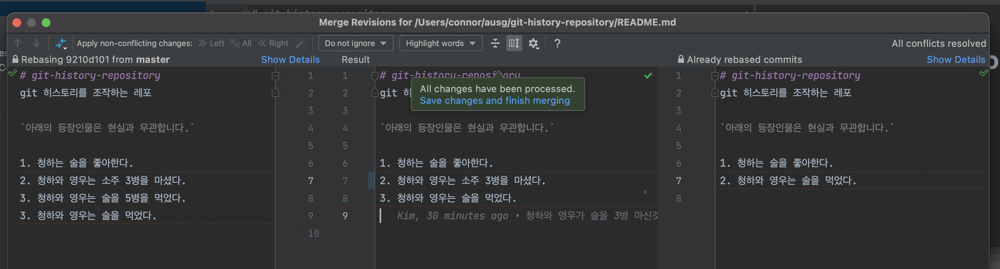 Merge Revisions for /Users/connor/ausg/git-history-repository/README.md
Apply non-conflicting changes: Left All Right Do not ignore Highlight words ? All conflicts resolved
Rebasing 9210d101 from master Show Details Result Already rebased commits Show Details
# git-history-repository
git 히스토리를 조작하는 레포
`아래의 등장인물은 현실과 무관합니다.`
1. 청하는 술을 좋아한다.
2. 청하와 영우는 소주 3병을 마셨다.
3. 청하와 영우는 술을 5병을 먹었다.
3. 청하와 영우는 술을 먹었다.
1
2
3
4
5
6
7
8
9
10
1
2
3
4
5
6
7
8
9
# git-history-repository
git 히
All changes have been processed.
Save changes and finish merging
`아래의 등장인물은 현실과 무관합니다.`
1. 청하는 술을 좋아한다.
2. 청하와 영우는 소주 3병을 마셨다.
3. 청하와 영우는 술을 먹었다.
Kim, 30 minutes ago • 청하와 영우가 술을 3병 마신것
1
2
3
4
5
6
7
8
# git-history-repository
git 히스토리를 조작하는 레포
`아래의 등장인물은 현실과 무관합니다.`
1. 청하는 술을 좋아한다.
2. 청하와 영우는 술을 먹었다.